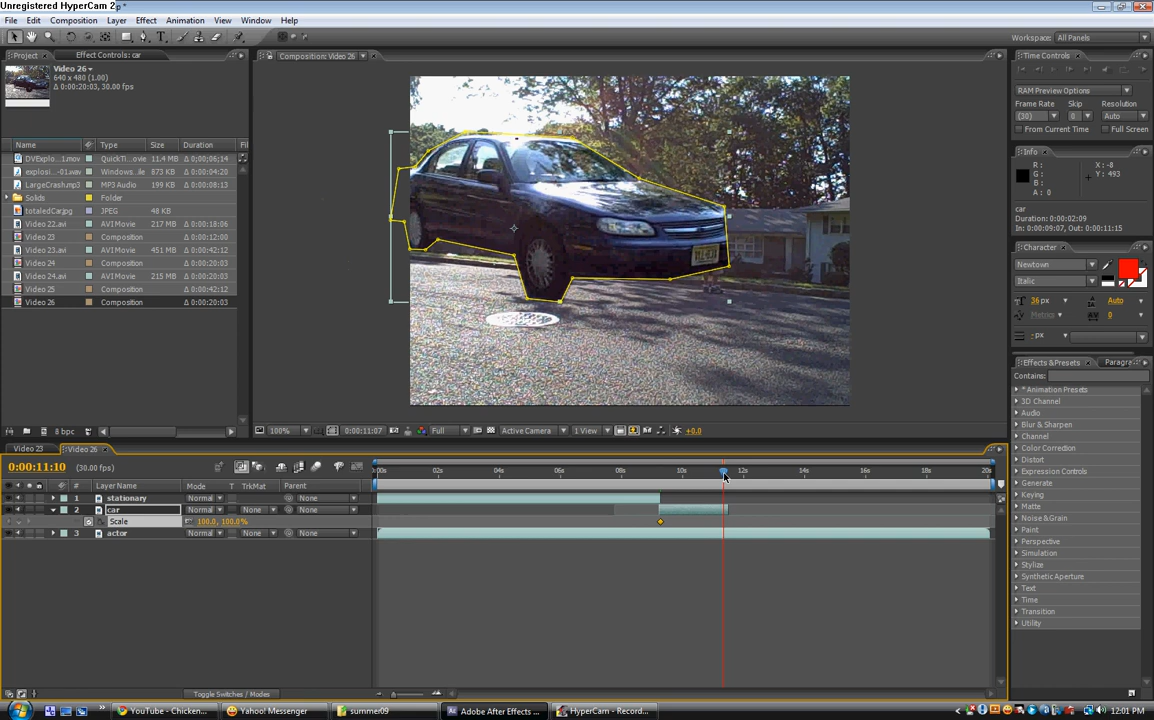 Unregistered HyperCam 2
File Edit Composition Layer Effect Animation View Window Help
Workspace: All Panels
Project
Effect Controls: car
Composition: Video 26
Time Controls
Video 26
640 x 480 (1.00)
Δ 0:00:20:03, 30.00 fps
RAM Preview Options
Frame Rate Skip Resolution
(30) 0 Auto
From Current Time Full Screen
Name Type Size Duration Fil
DVExplo...1.mov QuickTi...ovie 11.4 MB Δ 0:00:06:14
explosi...-01.wav Windows...ile 873 KB Δ 0:00:04:20
LargeCrash.mp3 MP3 Audio 199 KB Δ 0:00:08:13
Solids Folder
totaledCar.jpg JPEG 48 KB
Video 22.avi AVI Movie 217 MB Δ 0:00:18:06
Video 23 Composition Δ 0:00:12:00
Video 23.avi AVI Movie 451 MB Δ 0:00:42:12
Video 24 Composition Δ 0:00:20:03
Video 24.avi AVI Movie 215 MB Δ 0:00:20:03
Video 25 Composition Δ 0:00:42:12
Video 26 Composition Δ 0:00:20:03
8 bpc
Info
R : X : -8
G : Y : 493
B :
A : 0
car
Duration: 0:00:02:09
In: 0:00:09:07, Out: 0:00:11:15
Character
Newtown
Italic
36 px Auto
Metrics 0
- px
Effects & Presets Paragra
Contains:
* Animation Presets
3D Channel
Audio
Blur & Sharpen
Channel
Color Correction
Distort
Expression Controls
Generate
Keying
Matte
Noise & Grain
Paint
Perspective
Simulation
Stylize
Synthetic Aperture
Text
Time
Transition
Utility
100% 0:00:11:07 Full Active Camera 1 View +0.0
Video 23 Video 26
0:00:11:10 (30.00 fps)
:00s 02s 04s 06s 08s 10s 12s 14s 16s 18s 20s
# Layer Name Mode T TrkMat Parent
1 stationary Normal None
2 car Normal None None
Scale 100.0, 100.0%
3 actor Normal None None
Toggle Switches / Modes
YouTube - Chicken... Yahoo! Messenger summer09 Adobe After Effects ... HyperCam - Record... 12:01 PM